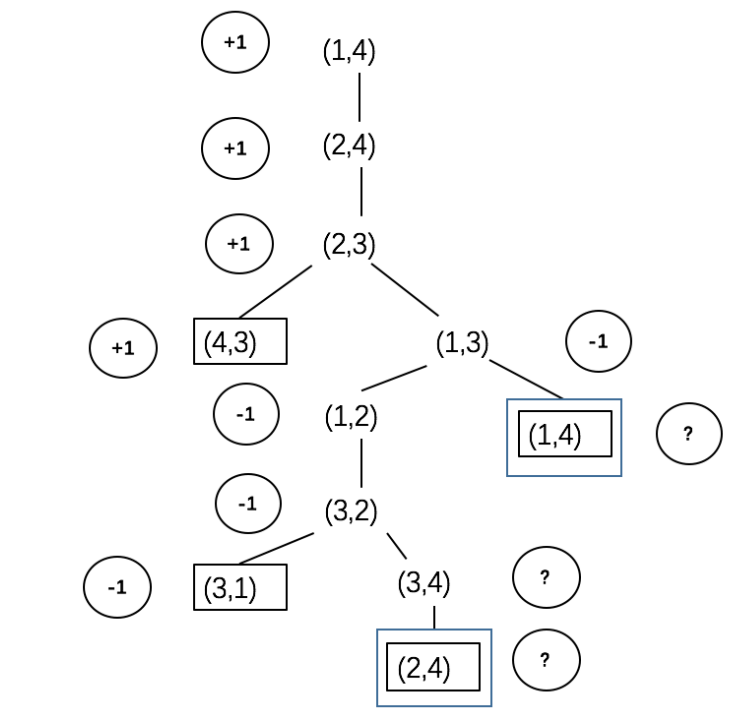 +1 (1,4)
+1 (2,4)
+1 (2,3)
+1 (4,3) (1,3) -1
-1 (1,2) (1,4) ?
-1 (3,2)
-1 (3,1) (3,4) ?
(2,4) ?